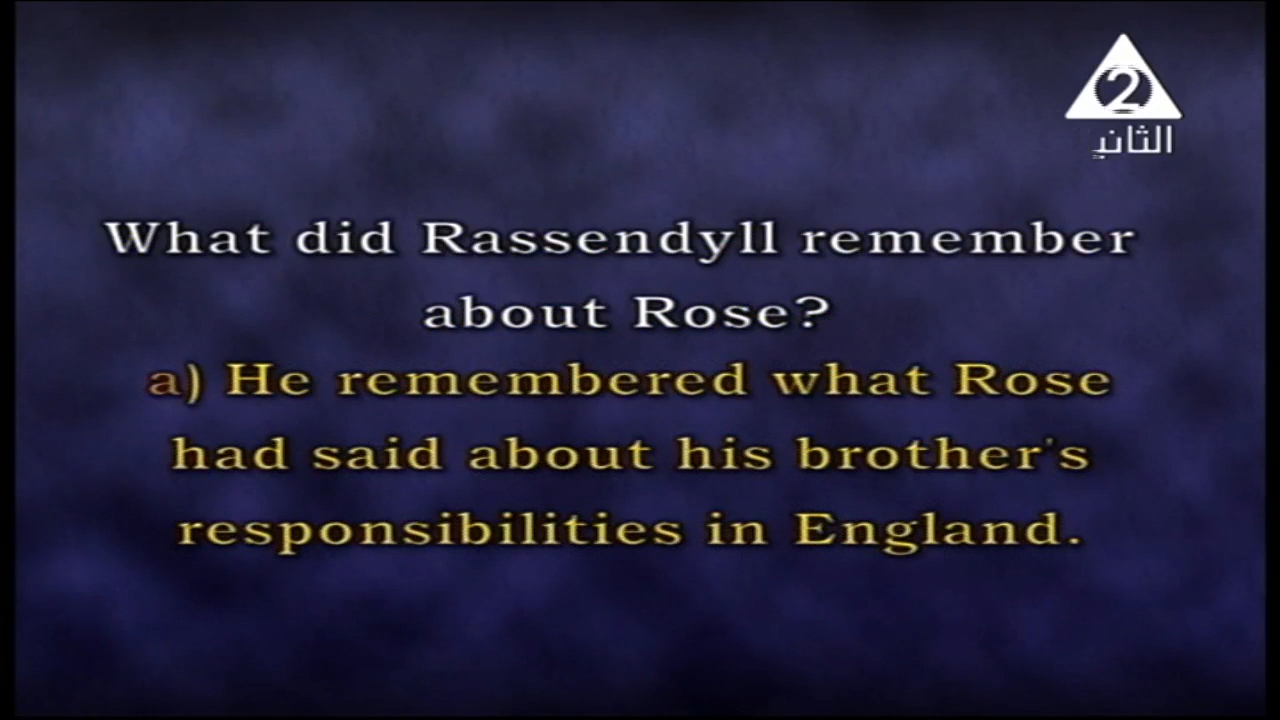 2
الثانية
What did Rassendyll remember
about Rose?
a) He remembered what Rose
had said about his brother's
responsibilities in England.